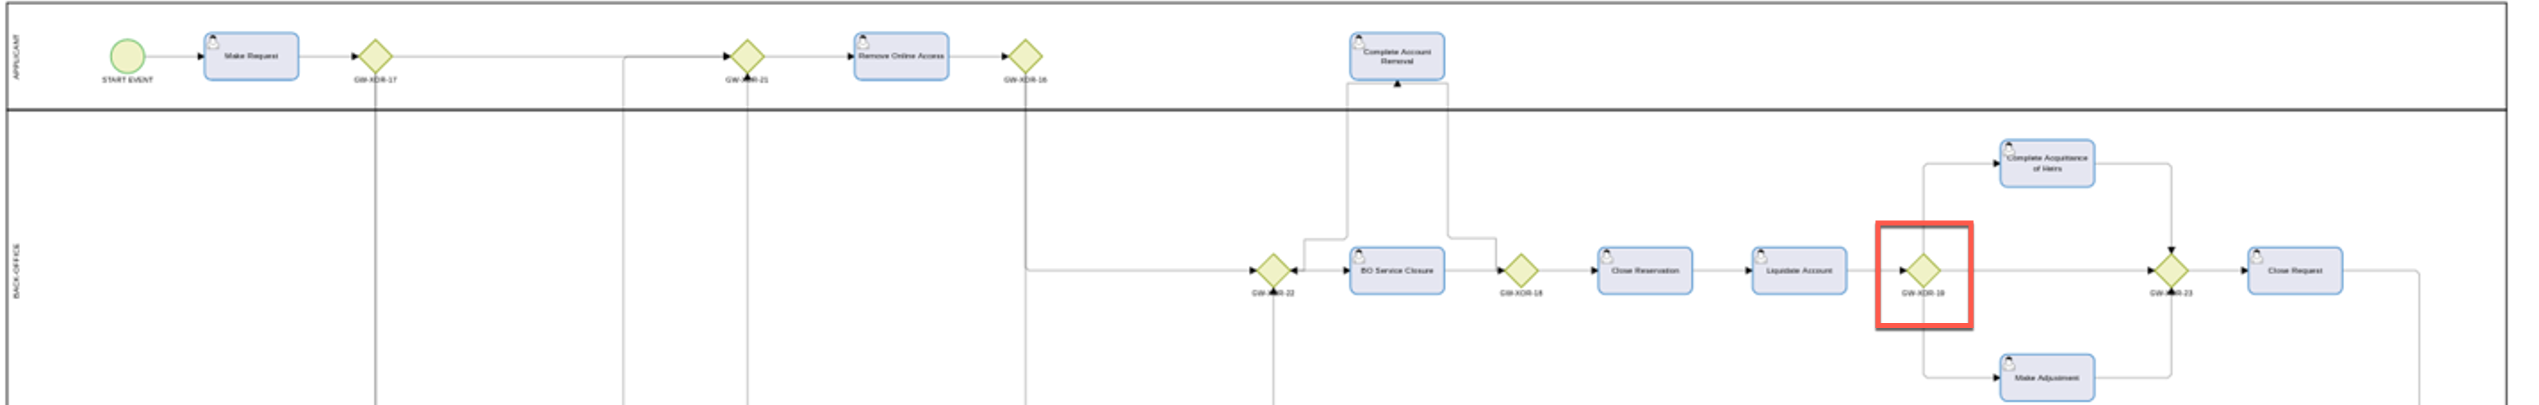 APPLICANT
START EVENT
Make Request
GW-XOR-17
GW-XOR-21
Remove Online Access
GW-XOR-16
Complete Account
Removal
BACK-OFFICE
Complete Acquittance
of Heirs
GW-XOR-22
BO Service Closure
GW-XOR-18
Close Reservation
Liquidate Account
GW-XOR-19
GW-XOR-23
Close Request
Make Adjustment